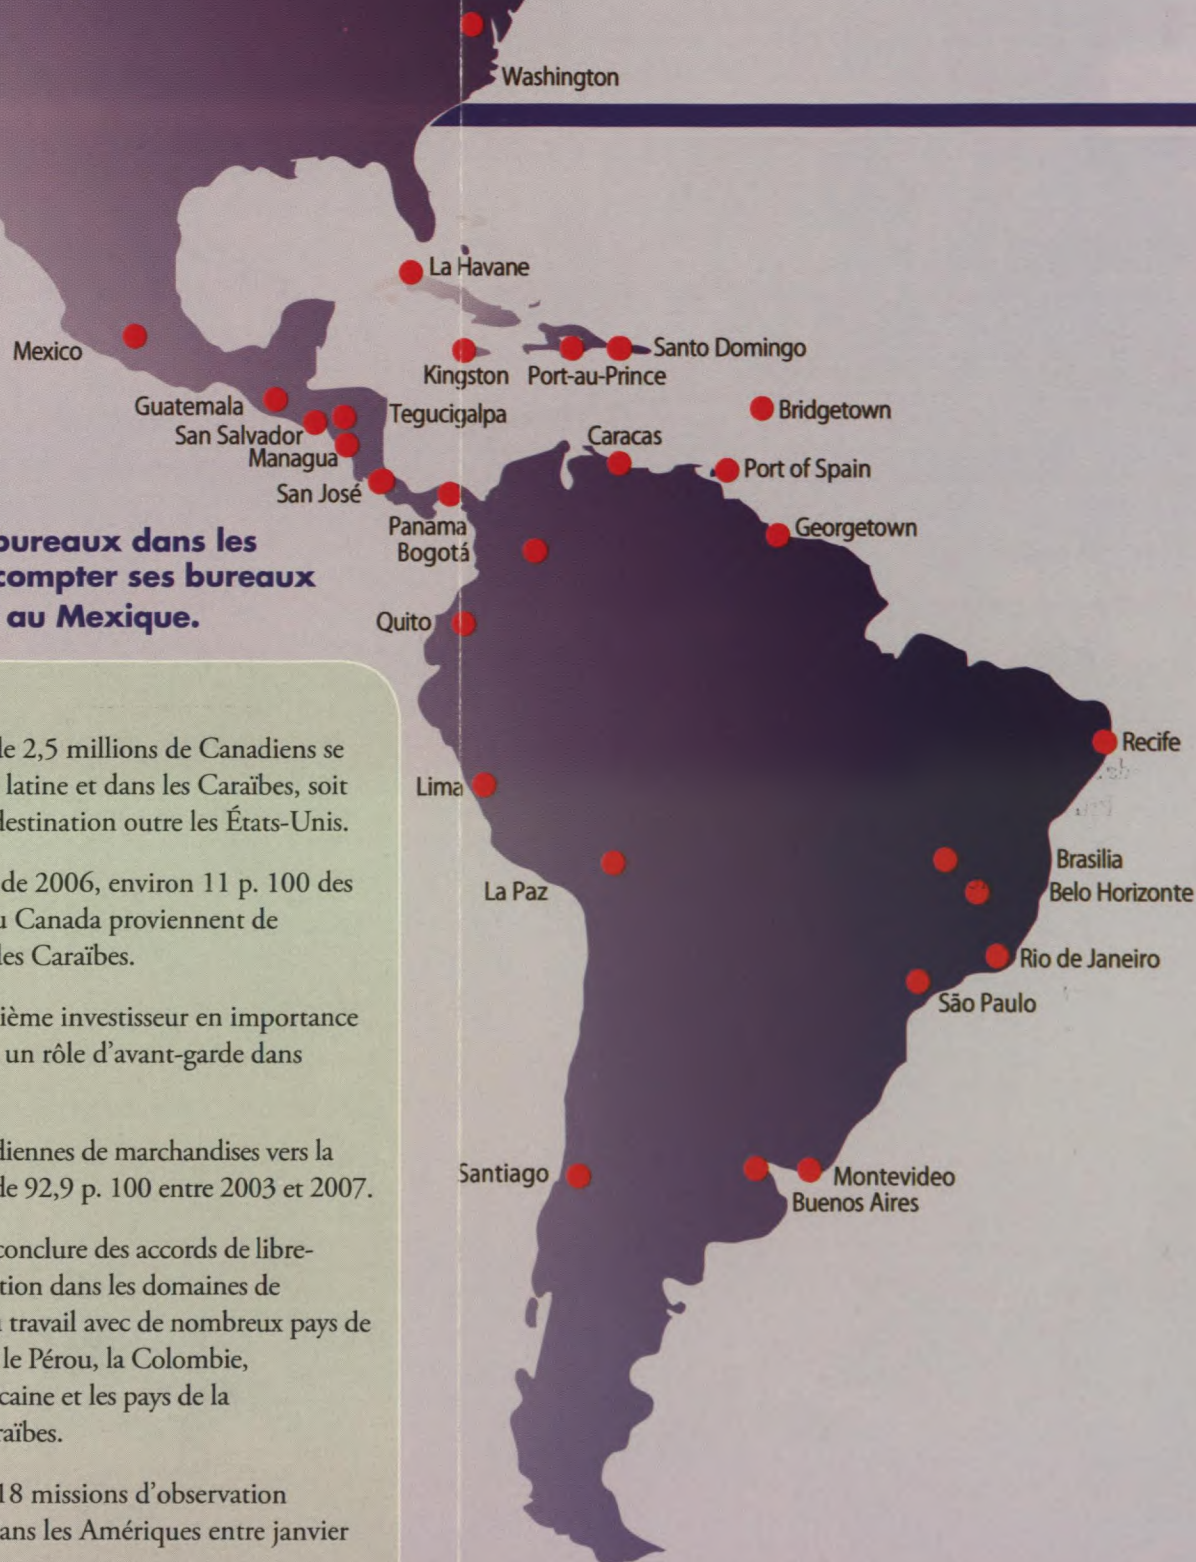 Washington
La Havane
Mexico
Santo Domingo
Kingston
Port-au-Prince
Guatemala
Tegucigalpa
Bridgetown
San Salvador
Caracas
Managua
Port of Spain
San José
Panama
Georgetown
Bogotá
Quito
Recife
Lima
Brasilia
La Paz
Belo Horizonte
Rio de Janeiro
São Paulo
Santiago
Montevideo
Buenos Aires
bureaux dans les
compter ses bureaux
au Mexique.
de 2,5 millions de Canadiens se
latine et dans les Caraïbes, soit
destination outre les États-Unis.
de 2006, environ 11 p. 100 des
u Canada proviennent de
des Caraïbes.
ième investisseur en importance
un rôle d'avant-garde dans
diennes de marchandises vers la
de 92,9 p. 100 entre 2003 et 2007.
conclure des accords de libre-
tion dans les domaines de
travail avec de nombreux pays de
le Pérou, la Colombie,
caine et les pays de la
raïbes.
18 missions d'observation
ans les Amériques entre janvier